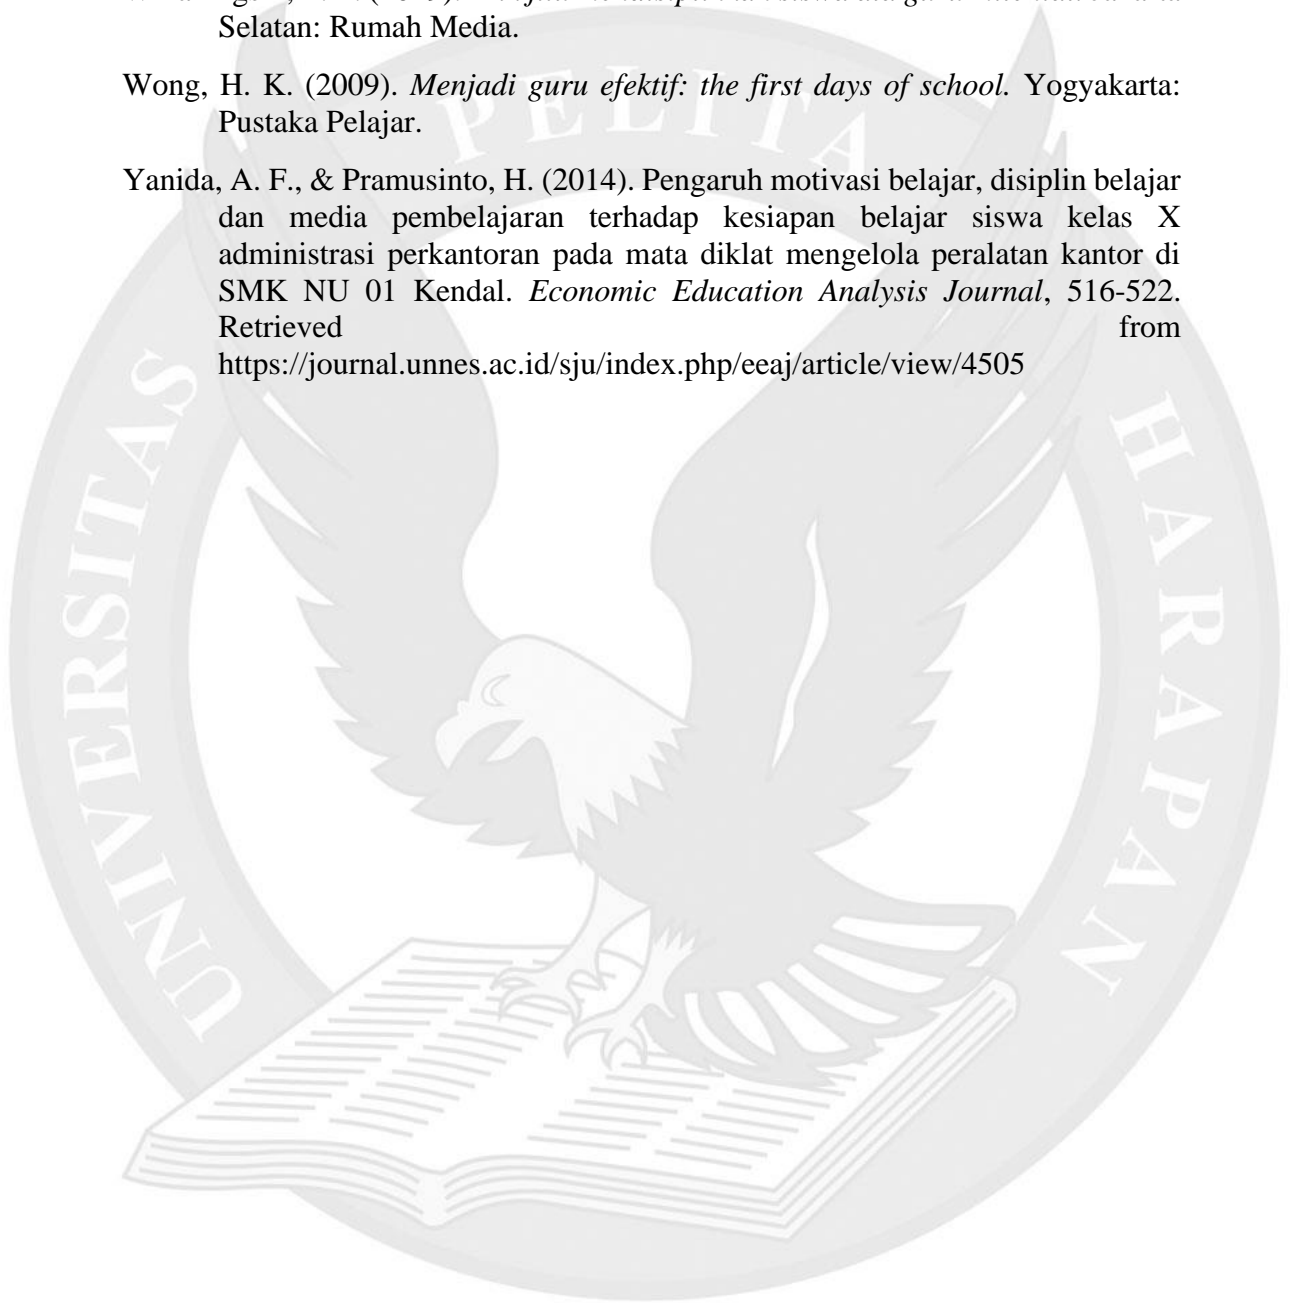 Selatan: Rumah Media.
Wong, H. K. (2009). Menjadi guru efektif: the first days of school. Yogyakarta:
Pustaka Pelajar.
Yanida, A. F., & Pramusinto, H. (2014). Pengaruh motivasi belajar, disiplin belajar
dan media pembelajaran terhadap kesiapan belajar siswa kelas X
administrasi perkantoran pada mata diklat mengelola peralatan kantor di
SMK NU 01 Kendal. Economic Education Analysis Journal, 516-522.
Retrieved from
https://journal.unnes.ac.id/sju/index.php/eeaj/article/view/4505
UNIVERSITAS PELITA HARAPAN